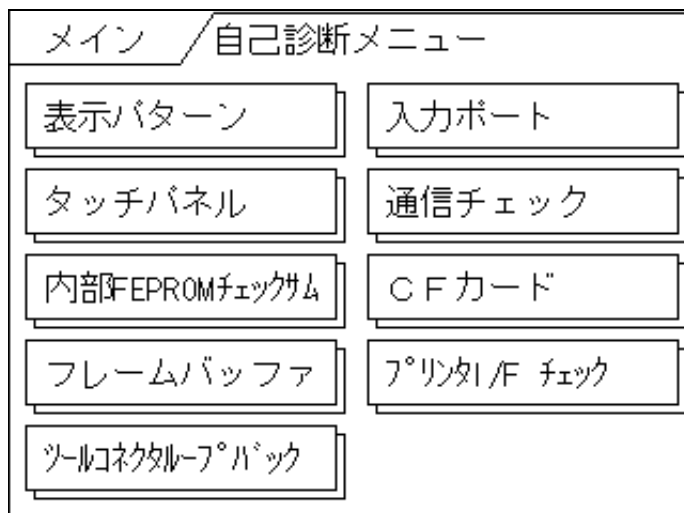 メイン 自己診断メニュー
表示パターン 入力ポート
タッチパネル 通信チェック
内部FEPROMﾁｪｯｸｻﾑ ＣＦカード
フレームバッファ ﾌﾟﾘﾝﾀI/F ﾁｪｯｸ
ﾂｰﾙｺﾈｸﾀﾙｰﾌﾟﾊﾞｯｸ